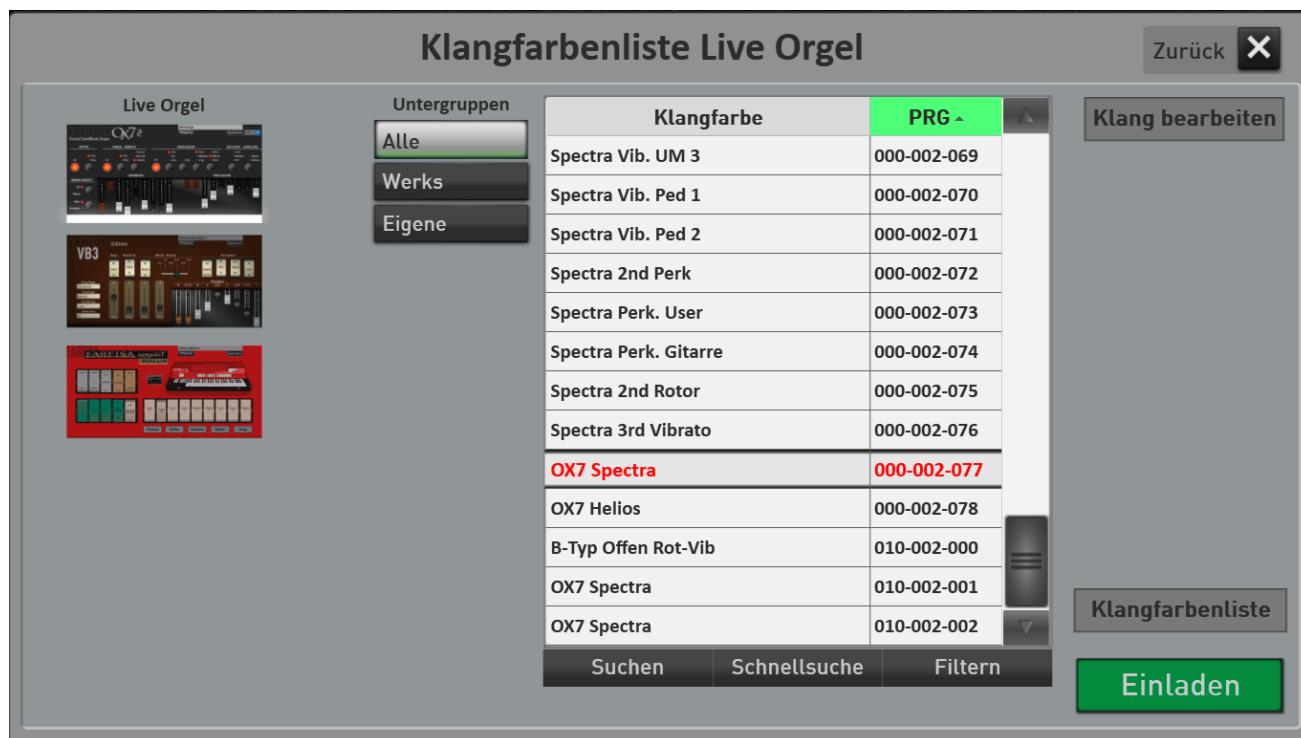 Klangfarbenliste Live Orgel
Zurück
Live Orgel
OX7
VB3
FARFISA compact
Untergruppen
Alle
Werks
Eigene
Klangfarbe PRG
Spectra Vib. UM 3 000-002-069
Spectra Vib. Ped 1 000-002-070
Spectra Vib. Ped 2 000-002-071
Spectra 2nd Perk 000-002-072
Spectra Perk. User 000-002-073
Spectra Perk. Gitarre 000-002-074
Spectra 2nd Rotor 000-002-075
Spectra 3rd Vibrato 000-002-076
OX7 Spectra 000-002-077
OX7 Helios 000-002-078
B-Typ Offen Rot-Vib 010-002-000
OX7 Spectra 010-002-001
OX7 Spectra 010-002-002
Suchen Schnellsuche Filtern
Klang bearbeiten
Klangfarbenliste
Einladen